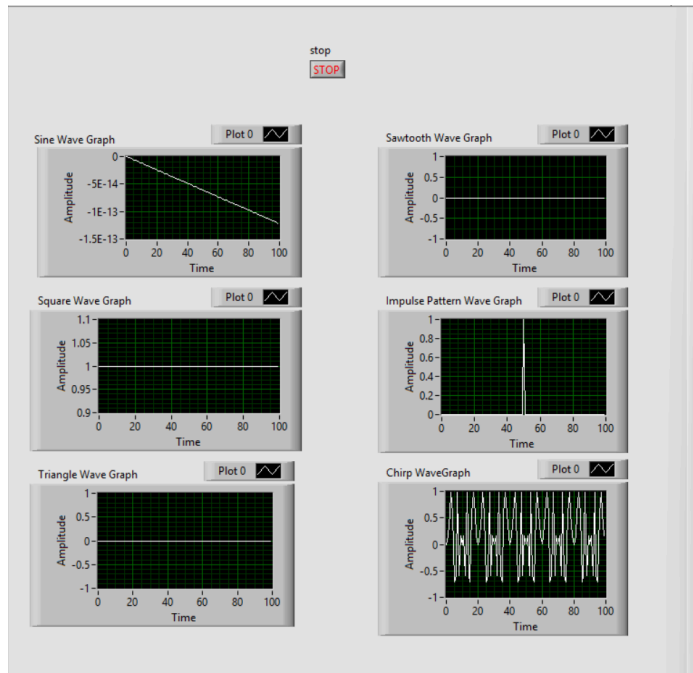 stop
STOP
Sine Wave Graph
Plot 0
0
-5E-14
-1E-13
-1.5E-13
Amplitude
0 20 40 60 80 100
Time
Sawtooth Wave Graph
Plot 0
1
0.5
0
-0.5
-1
Amplitude
0 20 40 60 80 100
Time
Square Wave Graph
Plot 0
1.1
1.05
1
0.95
0.9
Amplitude
0 20 40 60 80 100
Time
Impulse Pattern Wave Graph
Plot 0
1
0.8
0.6
0.4
0.2
0
Amplitude
0 20 40 60 80 100
Time
Triangle Wave Graph
Plot 0
1
0.5
0
-0.5
-1
Amplitude
0 20 40 60 80 100
Time
Chirp WaveGraph
Plot 0
1
0.5
0
-0.5
-1
Amplitude
0 20 40 60 80 100
Time